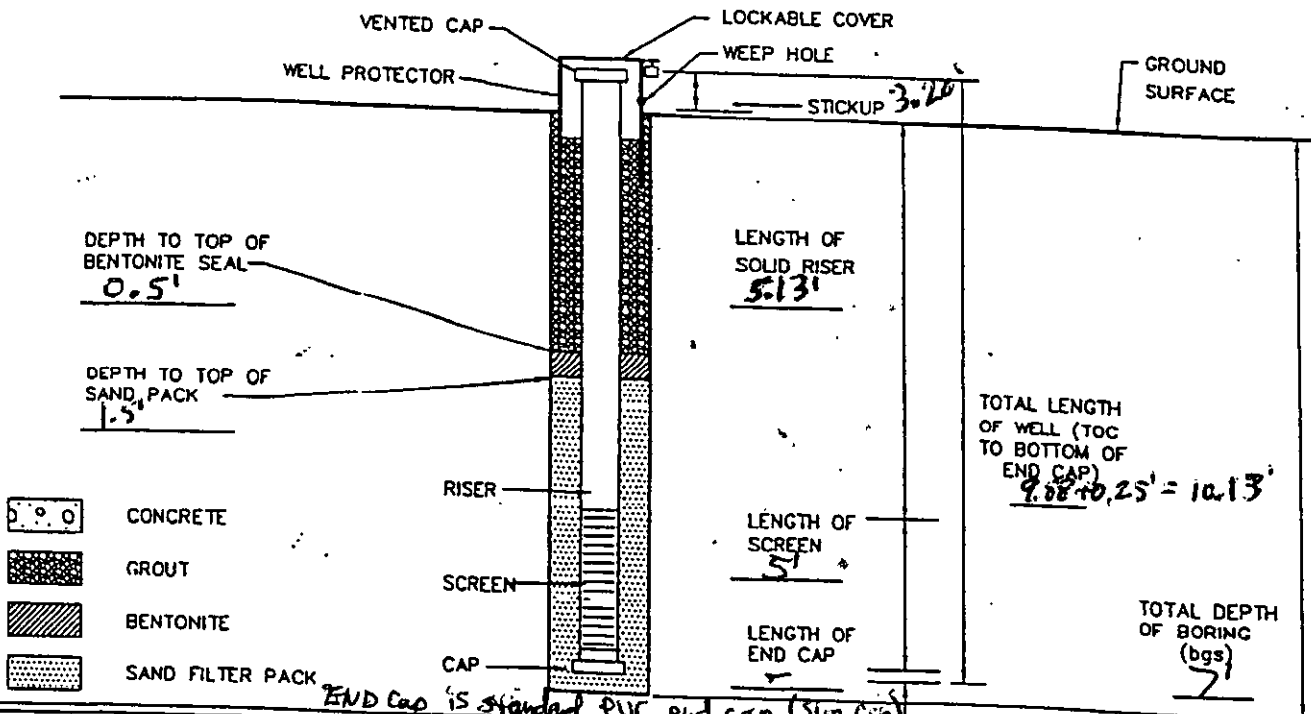 VENTED CAP
LOCKABLE COVER
WELL PROTECTOR
WEEP HOLE
GROUND
SURFACE
STICKUP 3.20
DEPTH TO TOP OF
BENTONITE SEAL
0.5'
LENGTH OF
SOLID RISER
5.13'
DEPTH TO TOP OF
SAND PACK
1.5'
TOTAL LENGTH
OF WELL (TOC
TO BOTTOM OF
END CAP)
+0.25' = 10.13'
RISER
CONCRETE
LENGTH OF
SCREEN
5'
GROUT
SCREEN
BENTONITE
TOTAL DEPTH
OF BORING
(bgs)
7'
LENGTH OF
END CAP
CAP
SAND FILTER PACK
END Cap is standard PVC end cap (Slip Cap)